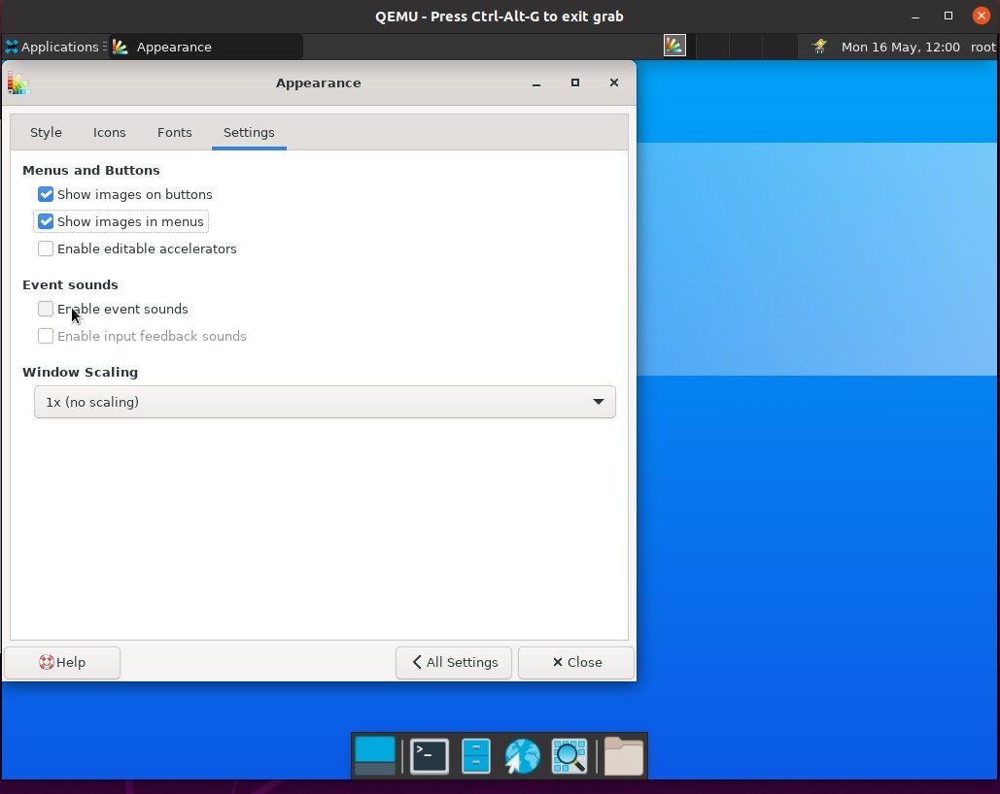 QEMU - Press Ctrl-Alt-G to exit grab
Applications Appearance Mon 16 May, 12:00 root
Appearance
Style Icons Fonts Settings
Menus and Buttons
Show images on buttons
Show images in menus
Enable editable accelerators
Event sounds
Enable event sounds
Enable input feedback sounds
Window Scaling
1x (no scaling)
Help All Settings Close